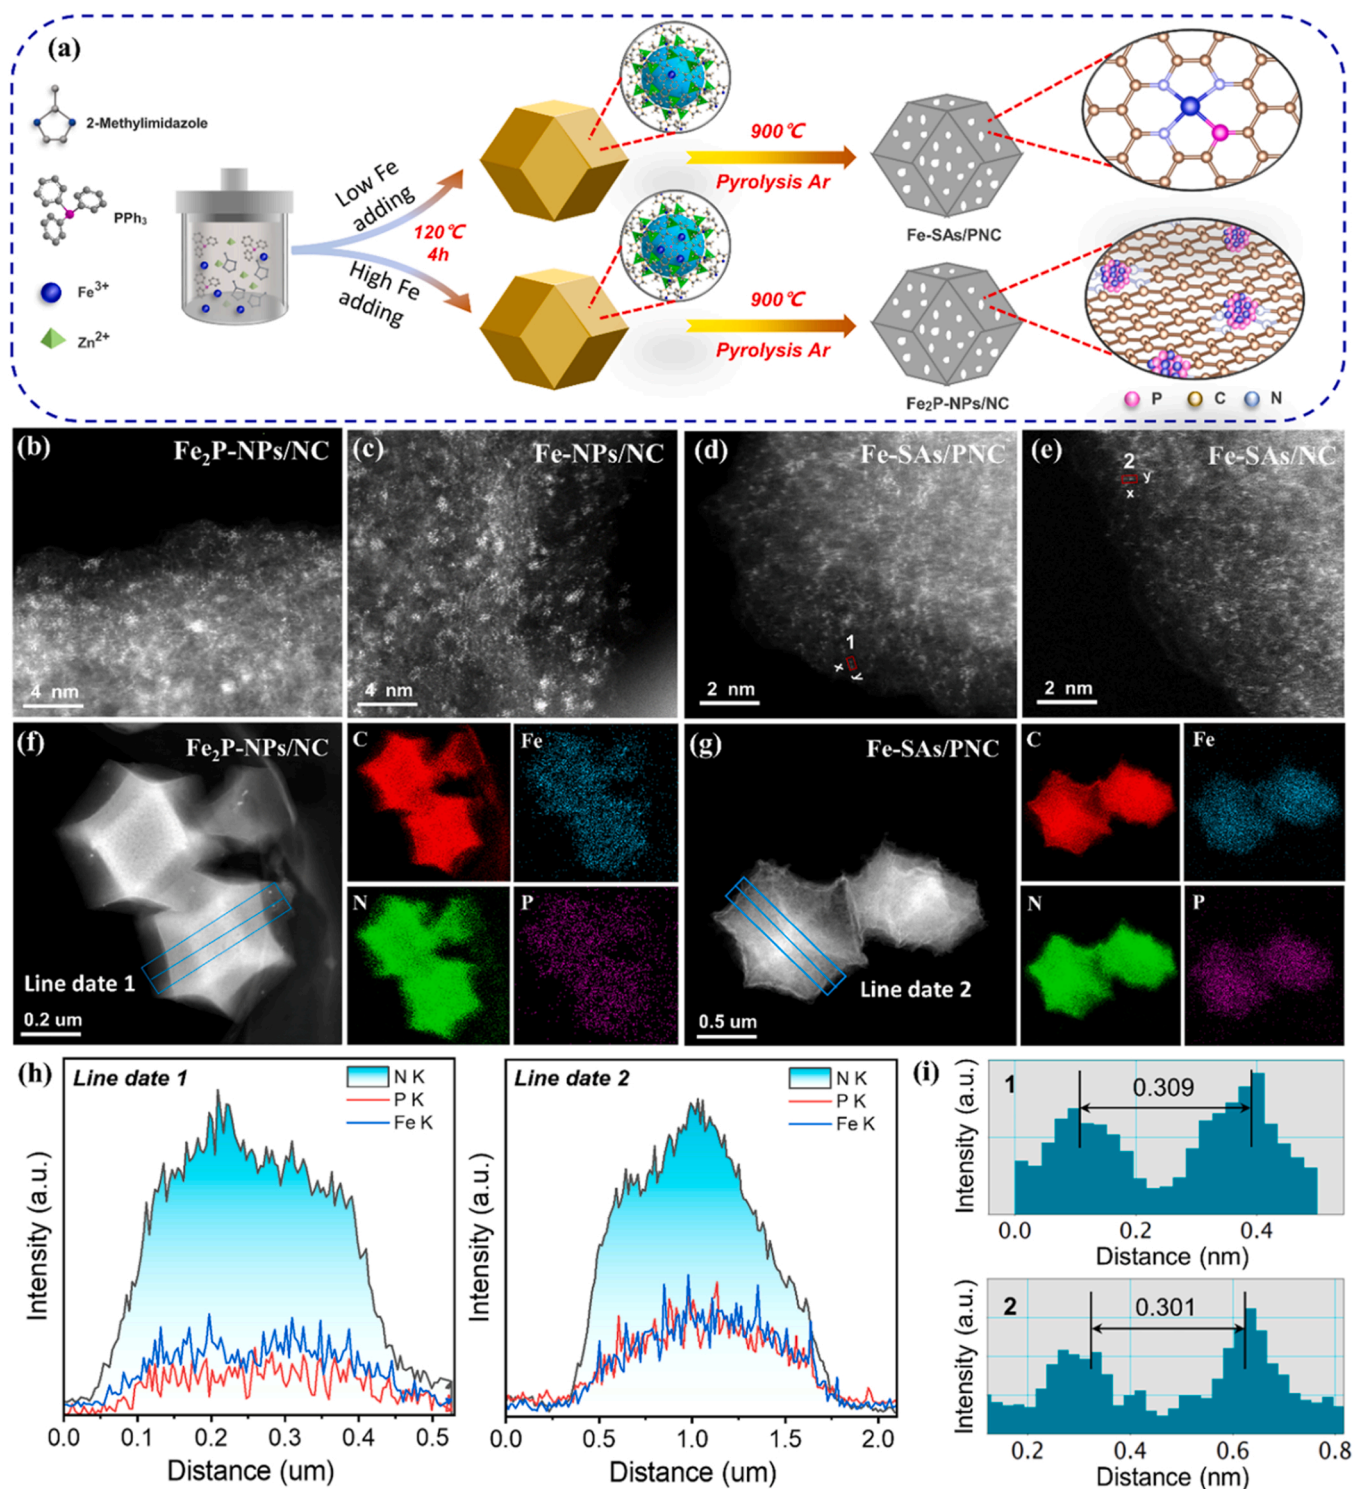 (a)
2-Methylimidazole
PPh₃
Fe³⁺
Zn²⁺
Low Fe
adding
120℃
4h
High Fe
adding
900℃
Pyrolysis Ar
Fe-SAs/PNC
900℃
Pyrolysis Ar
Fe₂P-NPs/NC
P C N
(b) Fe₂P-NPs/NC
4 nm
(c) Fe-NPs/NC
4 nm
(d) Fe-SAs/PNC
1
x
y
2 nm
(e) Fe-SAs/NC
2
y
x
2 nm
(f) Fe₂P-NPs/NC
Line date 1
0.2 um
C
Fe
N
P
(g) Fe-SAs/PNC
Line date 2
0.5 um
C
Fe
N
P
(h)
Line date 1
N K
P K
Fe K
Intensity (a.u.)
0.0 0.1 0.2 0.3 0.4 0.5
Distance (um)
Line date 2
N K
P K
Fe K
Intensity (a.u.)
0.0 0.5 1.0 1.5 2.0
Distance (um)
(i)
1
0.309
Intensity (a.u.)
0.0 0.2 0.4
Distance (nm)
2
0.301
Intensity (a.u.)
0.2 0.4 0.6 0.8
Distance (nm)